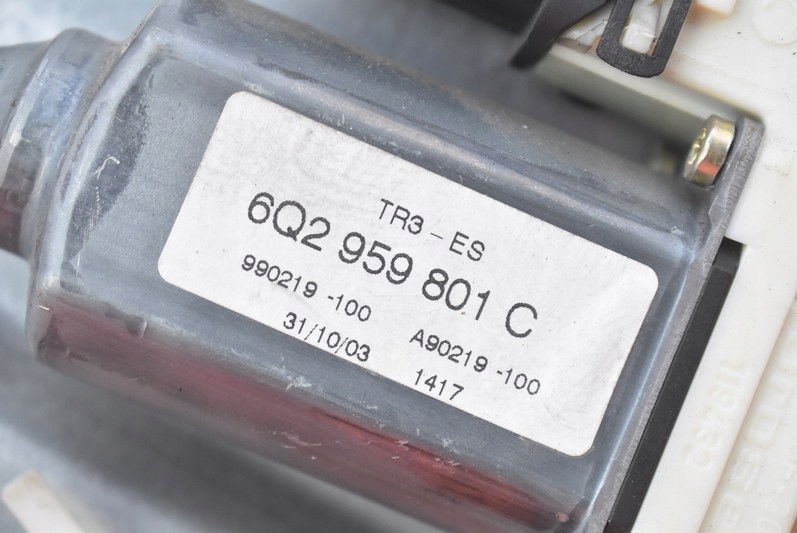 TR3 - ES
6Q2 959 801 C
990219 -100 A90219 -100
31/10/03 1417